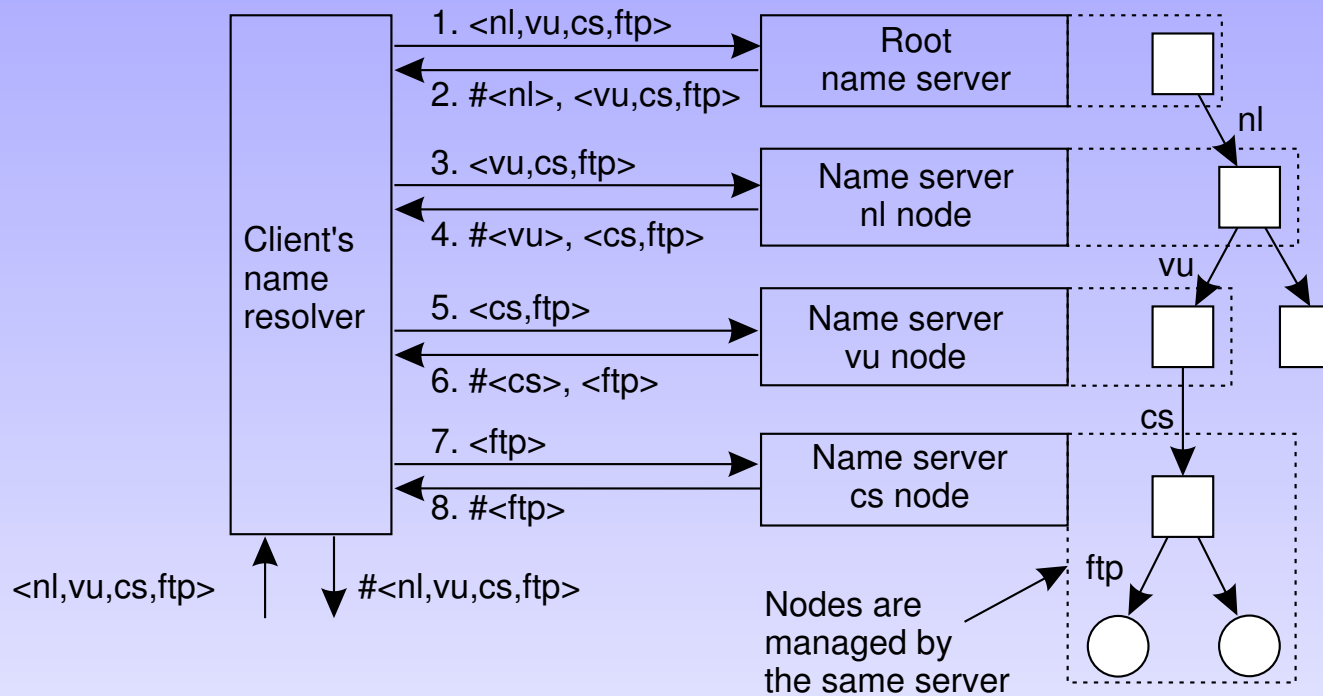 1. <nl,vu,cs,ftp>
2. #<nl>, <vu,cs,ftp>
Root
name server
nl
3. <vu,cs,ftp>
4. #<vu>, <cs,ftp>
Name server
nl node
Client's
name
resolver
vu
5. <cs,ftp>
6. #<cs>, <ftp>
Name server
vu node
cs
7. <ftp>
8. #<ftp>
Name server
cs node
<nl,vu,cs,ftp>
#<nl,vu,cs,ftp>
ftp
Nodes are
managed by
the same server